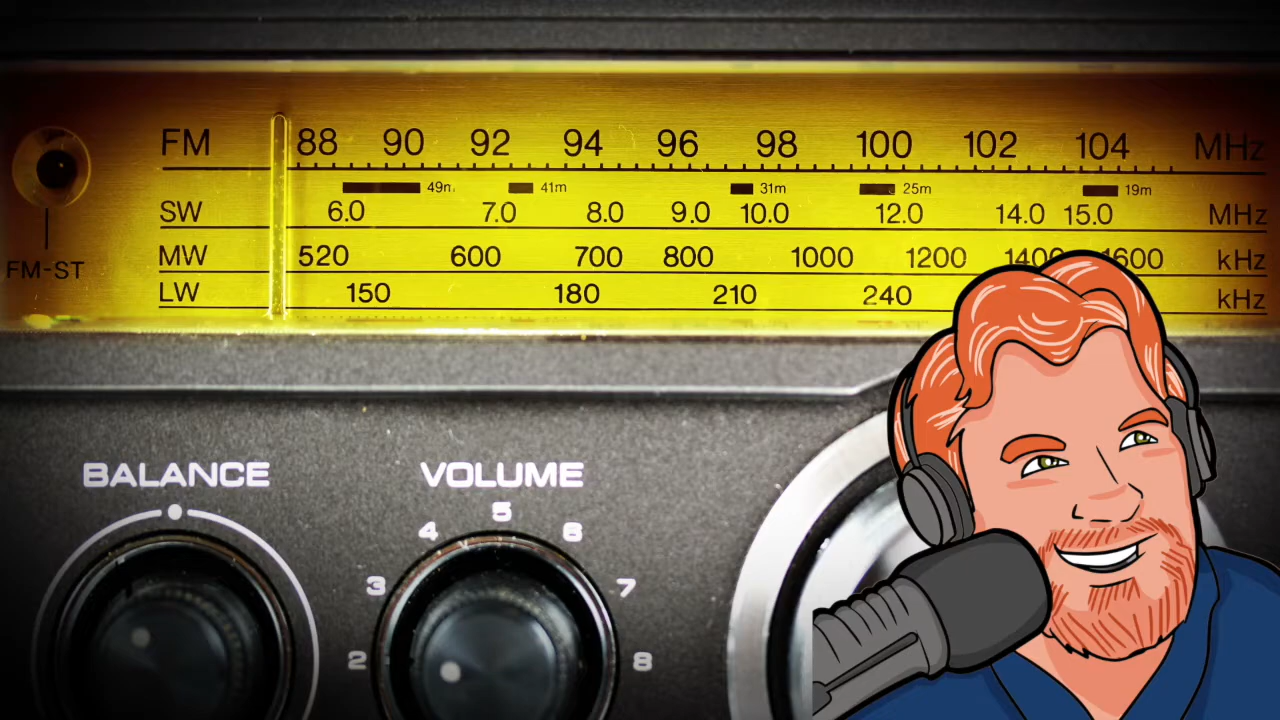 FM 88 90 92 94 96 98 100 102 104 MHz
49m 41m 31m 25m 19m
SW 6.0 7.0 8.0 9.0 10.0 12.0 14.0 15.0 MHz
MW 520 600 700 800 1000 1200 1400 1600 kHz
FM-ST
LW 150 180 210 240 kHz
BALANCE VOLUME
2 3 4 5 6 7 8